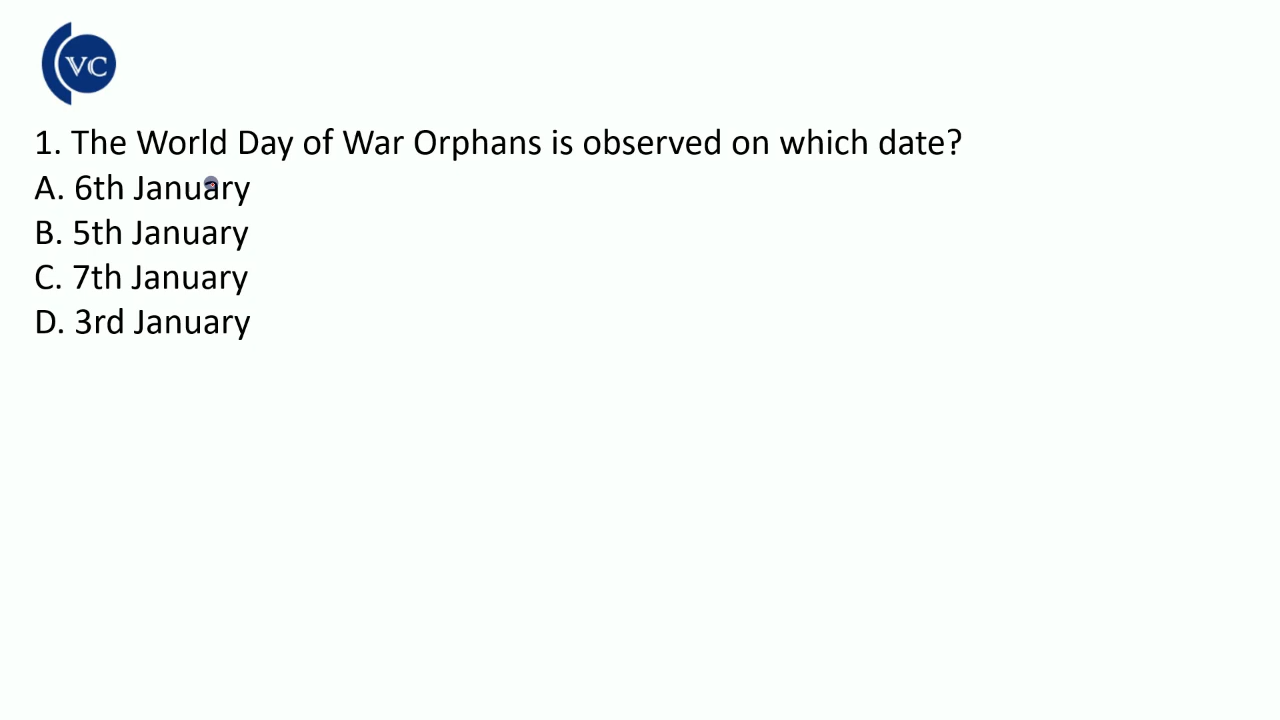 VC
1. The World Day of War Orphans is observed on which date?
A. 6th January
B. 5th January
C. 7th January
D. 3rd January